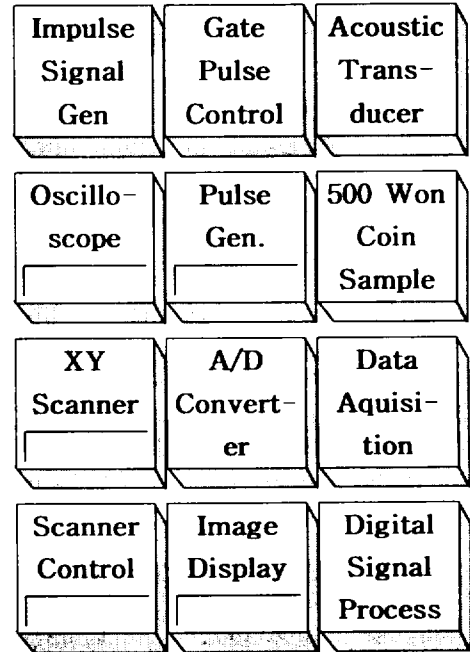 Impulse
Signal
Gen
Gate
Pulse
Control
Acoustic
Trans-
ducer
Oscillo-
scope
Pulse
Gen.
500 Won
Coin
Sample
XY
Scanner
A/D
Convert-
er
Data
Aquisi-
tion
Scanner
Control
Image
Display
Digital
Signal
Process